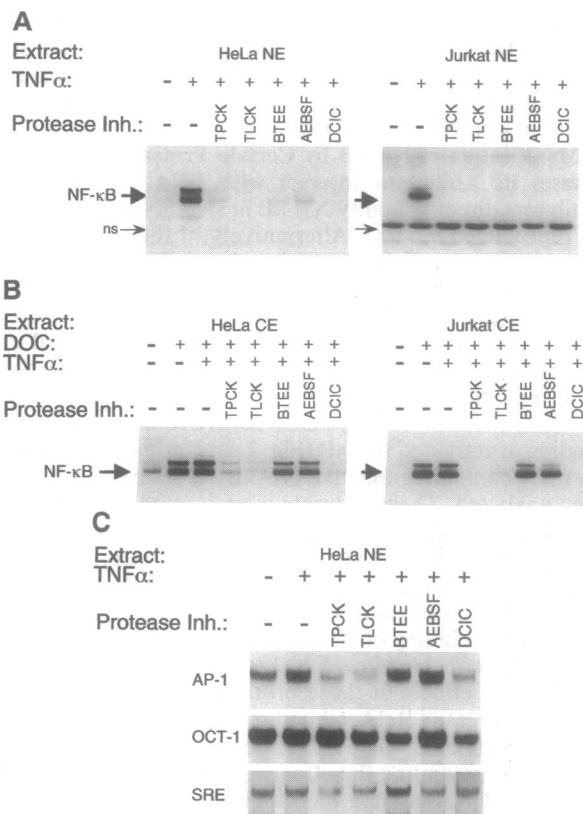 A
Extract: HeLa NE Jurkat NE
TNFα: - + + + + + + - + + + + + +
Protease Inh.: - - TPCK TLCK BTEE AEBSF DCIC - - TPCK TLCK BTEE AEBSF DCIC
NF-κB
ns
B
Extract: HeLa CE Jurkat CE
DOC: - + + + + + + + - + + + + + + +
TNFα: - - + + + + + + - - + + + + + +
Protease Inh.: - - - TPCK TLCK BTEE AEBSF DCIC - - - TPCK TLCK BTEE AEBSF DCIC
NF-κB
C
Extract: HeLa NE
TNFα: - + + + + + +
Protease Inh.: - - TPCK TLCK BTEE AEBSF DCIC
AP-1
OCT-1
SRE